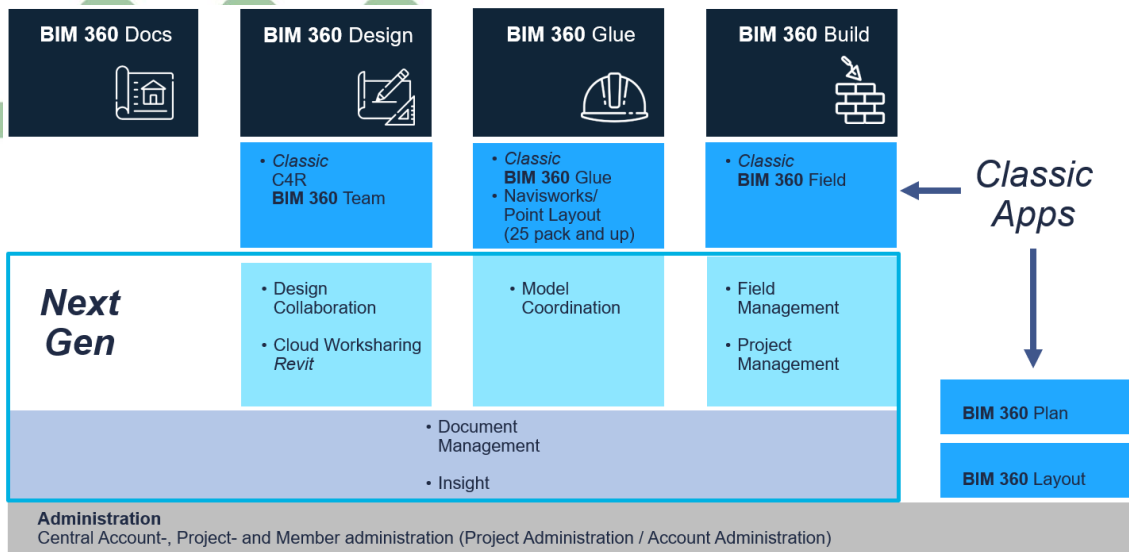 BIM 360 Docs
BIM 360 Design
BIM 360 Glue
BIM 360 Build
• Classic
C4R
BIM 360 Team
• Classic
BIM 360 Glue
• Navisworks/
Point Layout
(25 pack and up)
• Classic
BIM 360 Field
Classic
Apps
Next
Gen
• Design
Collaboration
• Cloud Worksharing
Revit
• Model
Coordination
• Field
Management
• Project
Management
BIM 360 Plan
BIM 360 Layout
• Document
Management
• Insight
Administration
Central Account-, Project- and Member administration (Project Administration / Account Administration)